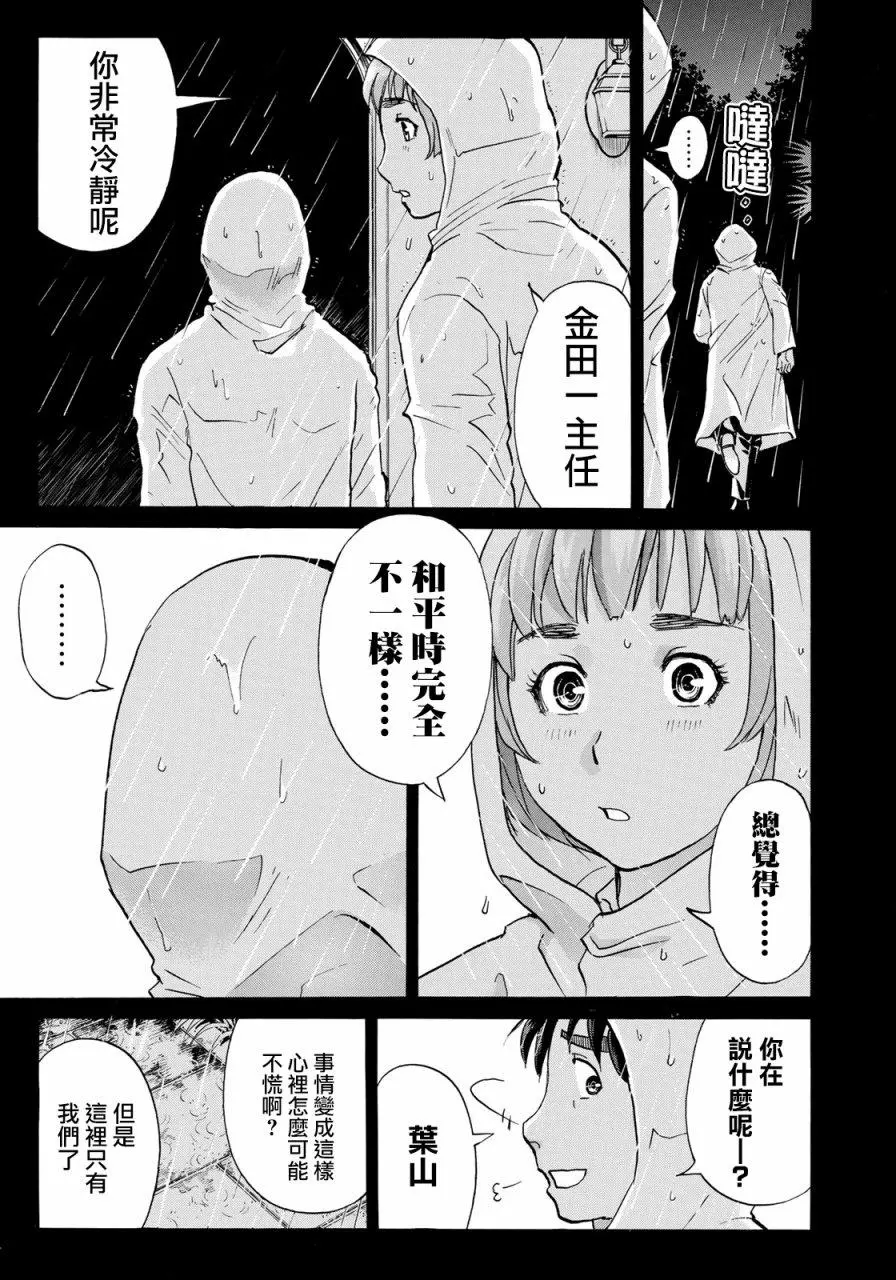 ……
噠噠
金田一主任
你非常冷靜呢
總覺得……
和平時完全
不一樣……
………
你在
說什麼呢—?
葉山
事情變成這樣
心裡怎麼可能
不慌啊?
但是
這裡只有
我們了